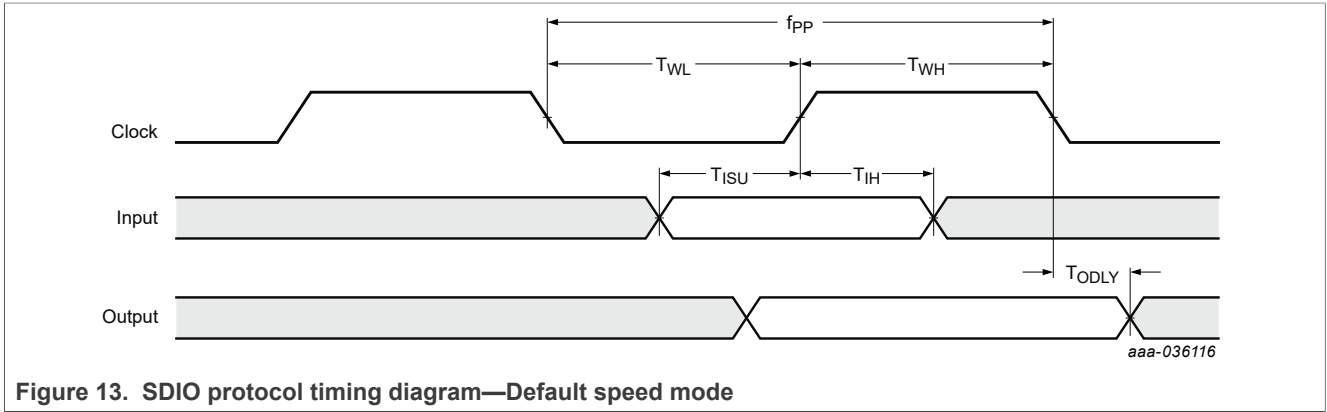 fPP
TWL
TWH
Clock
TISU
TIH
Input
TODLY
Output
aaa-036116
Figure 13. SDIO protocol timing diagram—Default speed mode